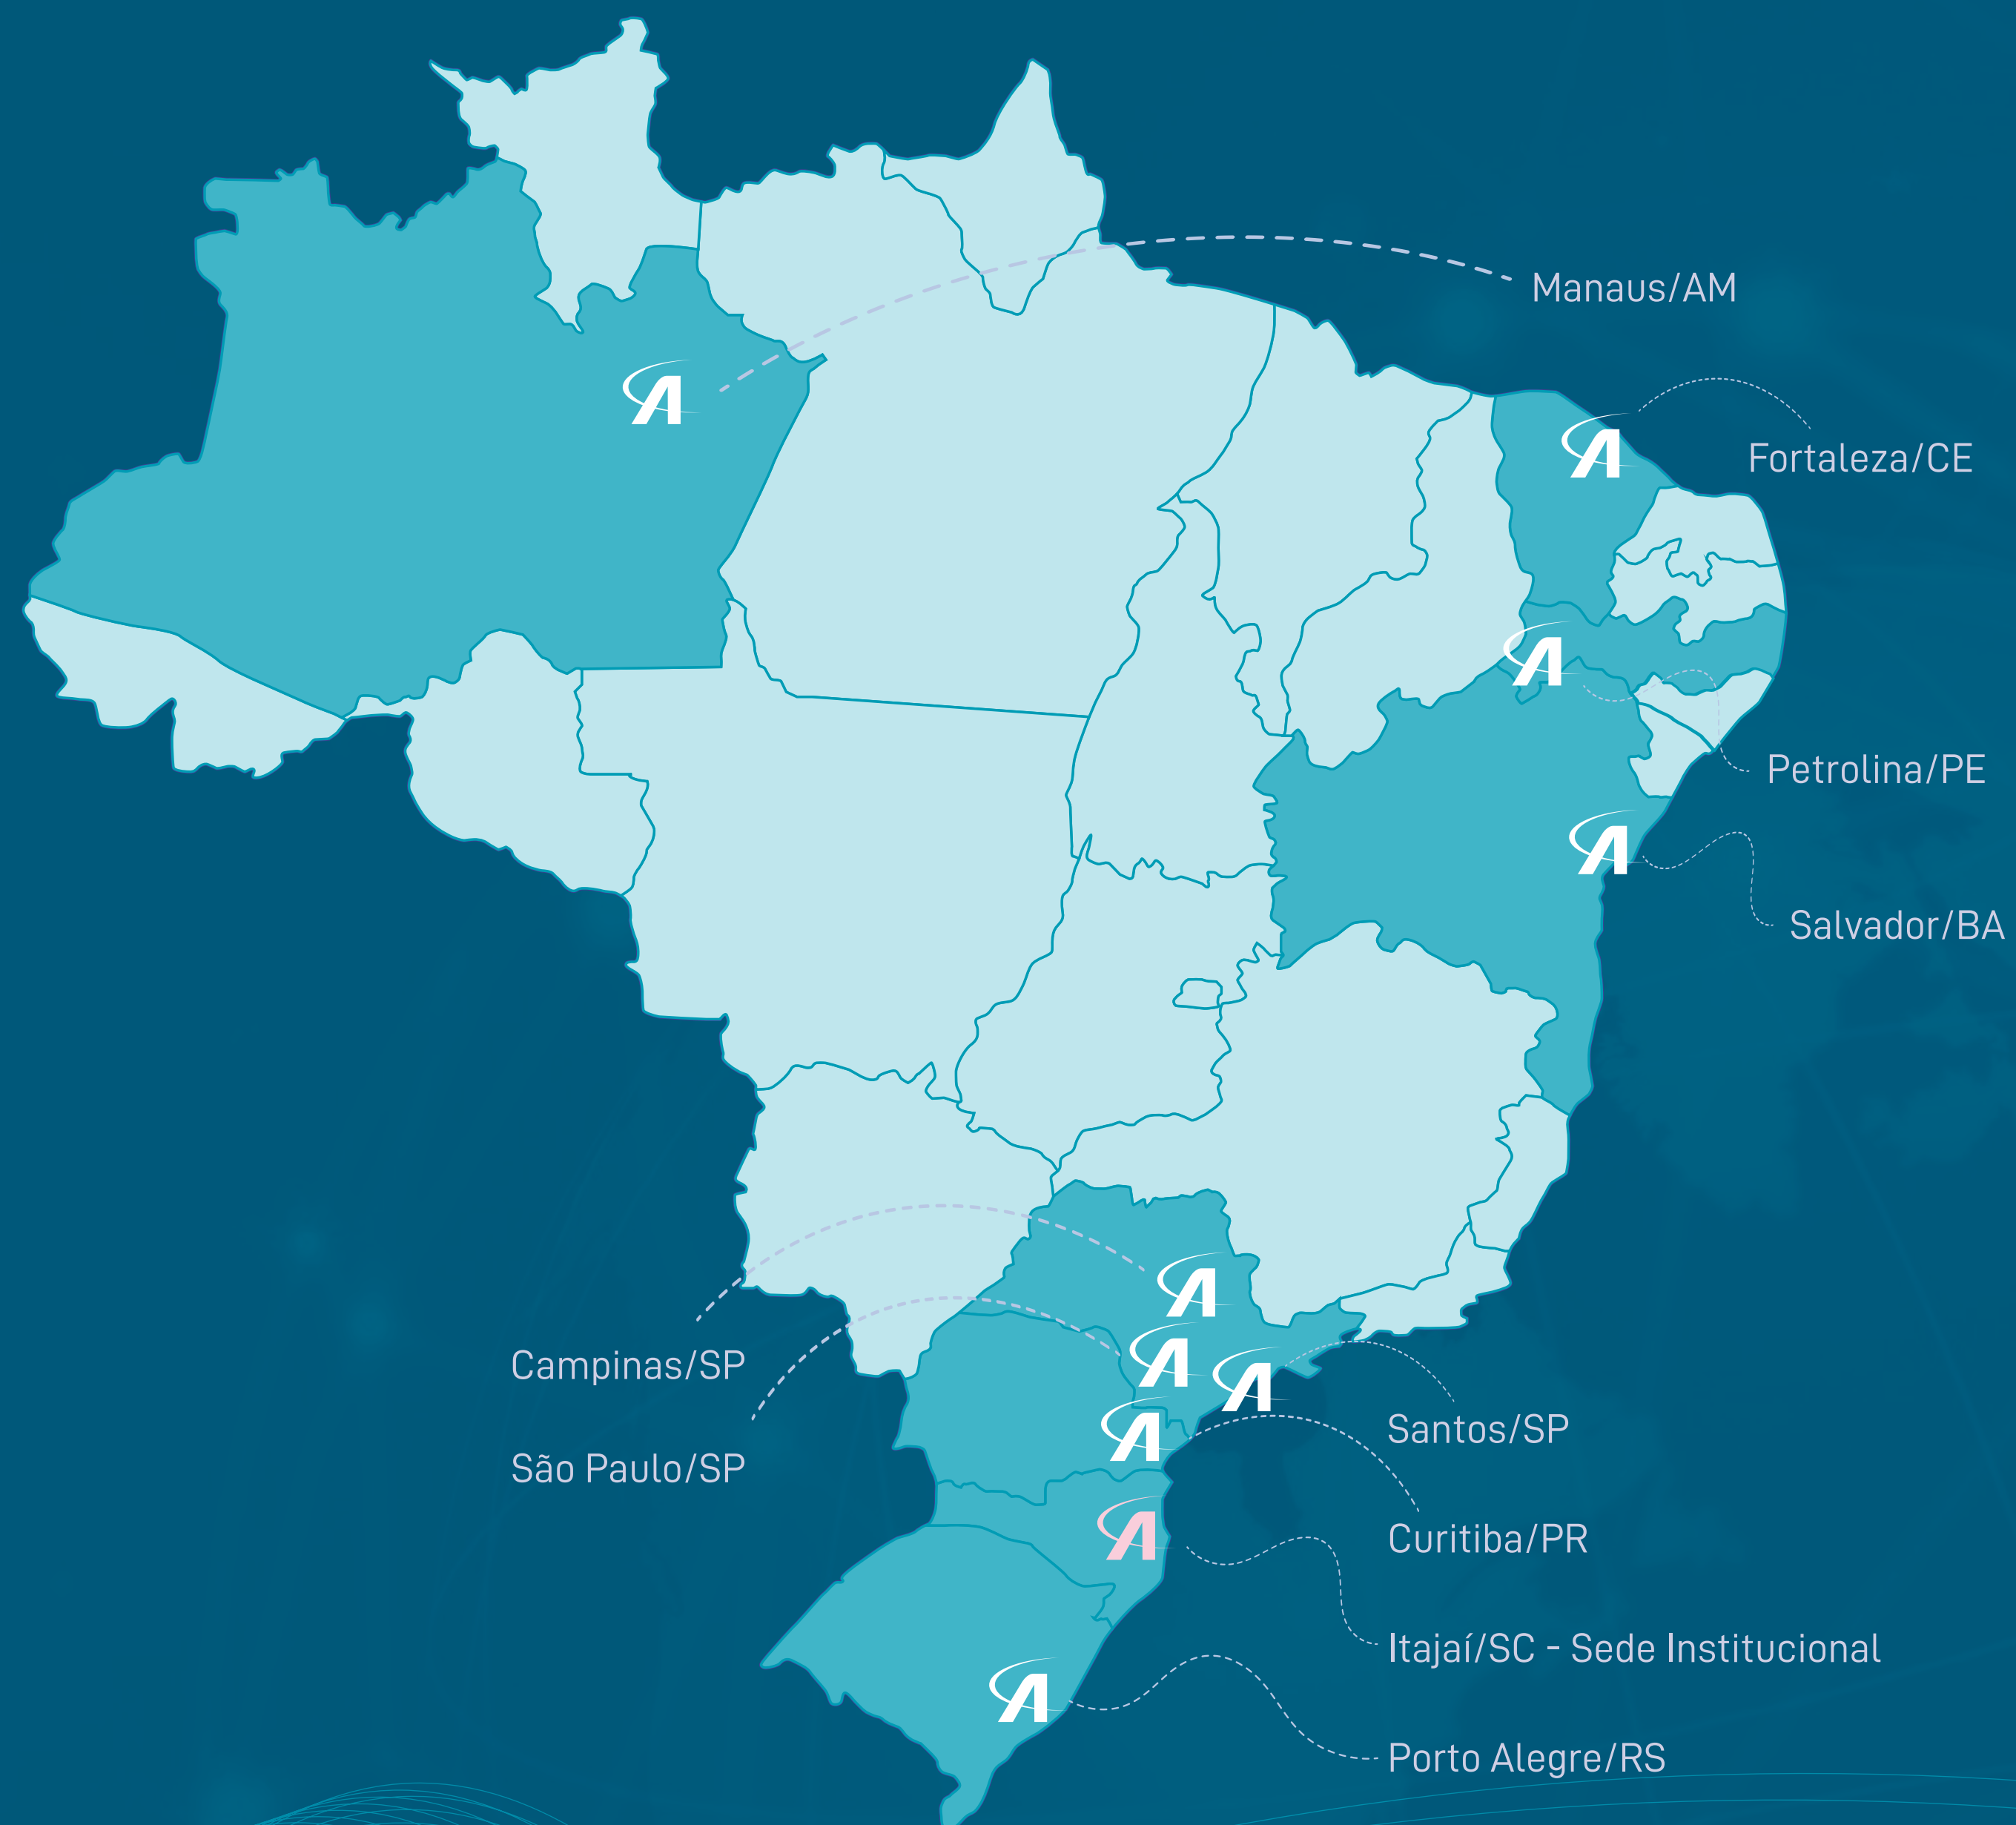 Manaus/AM
Fortaleza/CE
Petrolina/PE
Salvador/BA
Campinas/SP
São Paulo/SP
Santos/SP
Curitiba/PR
Itajaí/SC - Sede Institucional
Porto Alegre/RS